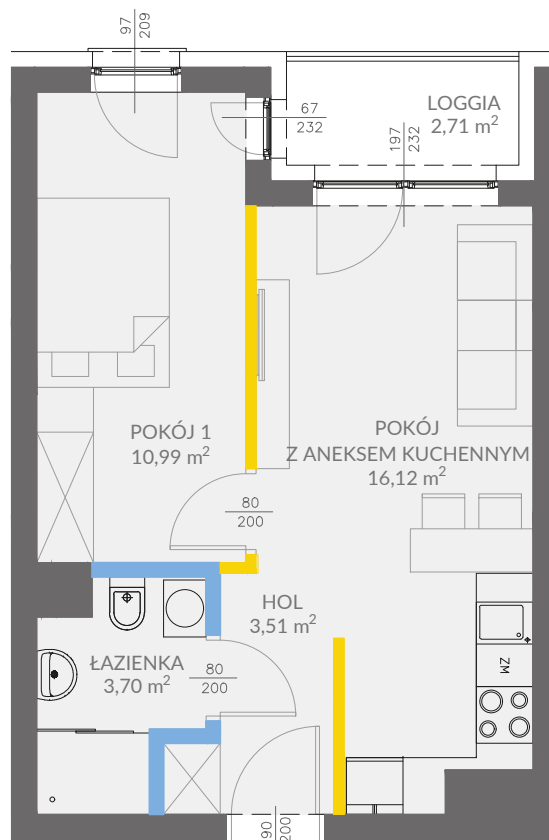 97
209
67
232
LOGGIA
2,71 m²
197
232
POKÓJ 1
10,99 m²
POKÓJ
Z ANEKSEM KUCHENNYM
16,12 m²
80
200
HOL
3,51 m²
ŁAZIENKA
3,70 m²
80
200
ZM
90
200